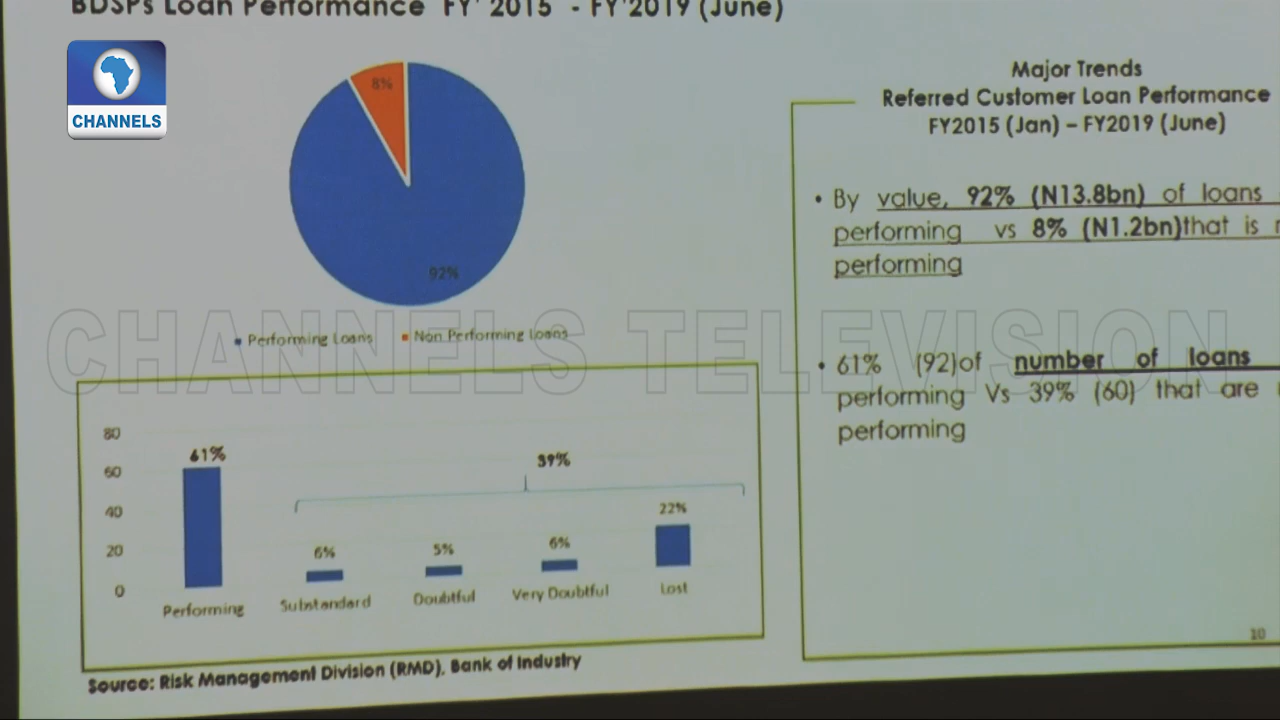 BDSPs Loan Performance FY' 2015 - FY'2019 (June)
CHANNELS
8%
92%
Performing Loans
Non Performing Loans
CHANNELS TELEVISION
80
60
40
20
0
61%
39%
6%
5%
6%
22%
Performing
Substandard
Doubtful
Very Doubtful
Lost
Source: Risk Management Division (RMD), Bank of Industry
Major Trends
Referred Customer Loan Performance
FY2015 (Jan) – FY2019 (June)
• By value, 92% (N13.8bn) of loans
performing vs 8% (N1.2bn)that is
performing
• 61% (92)of number of loans
performing Vs 39% (60) that are
performing
10